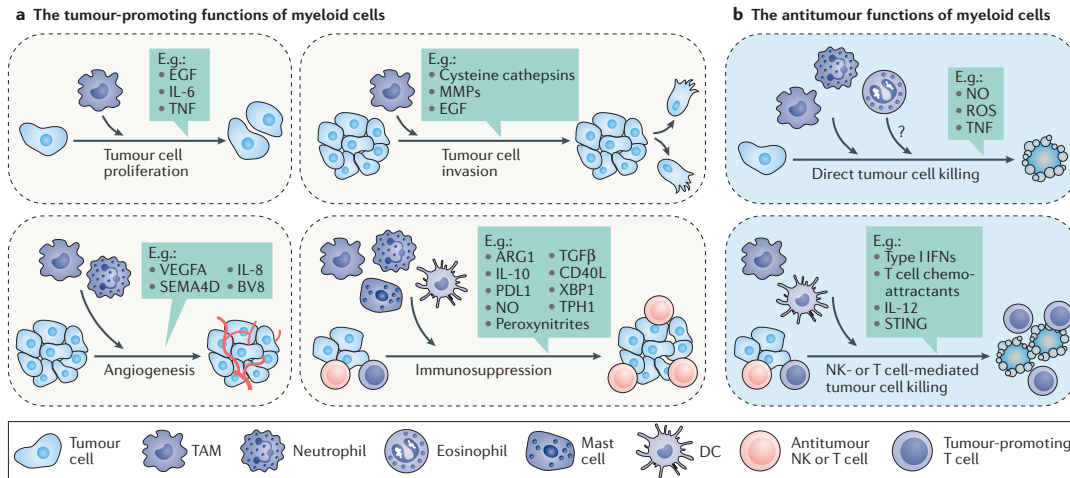 a The tumour-promoting functions of myeloid cells
E.g.:
• EGF
• IL-6
• TNF
Tumour cell
proliferation
E.g.:
• Cysteine cathepsins
• MMPs
• EGF
Tumour cell
invasion
E.g.:
• VEGFA • IL-8
• SEMA4D • BV8
Angiogenesis
E.g.:
• ARG1 • TGFβ
• IL-10 • CD40L
• PDL1 • XBP1
• NO • TPH1
• Peroxynitrites
Immunosuppression
b The antitumour functions of myeloid cells
?
E.g.:
• NO
• ROS
• TNF
Direct tumour cell killing
E.g.:
• Type I IFNs
• T cell chemo-
attractants
• IL-12
• STING
NK- or T cell-mediated
tumour cell killing
Tumour
cell
TAM
Neutrophil
Eosinophil
Mast
cell
DC
Antitumour
NK or T cell
Tumour-promoting
T cell